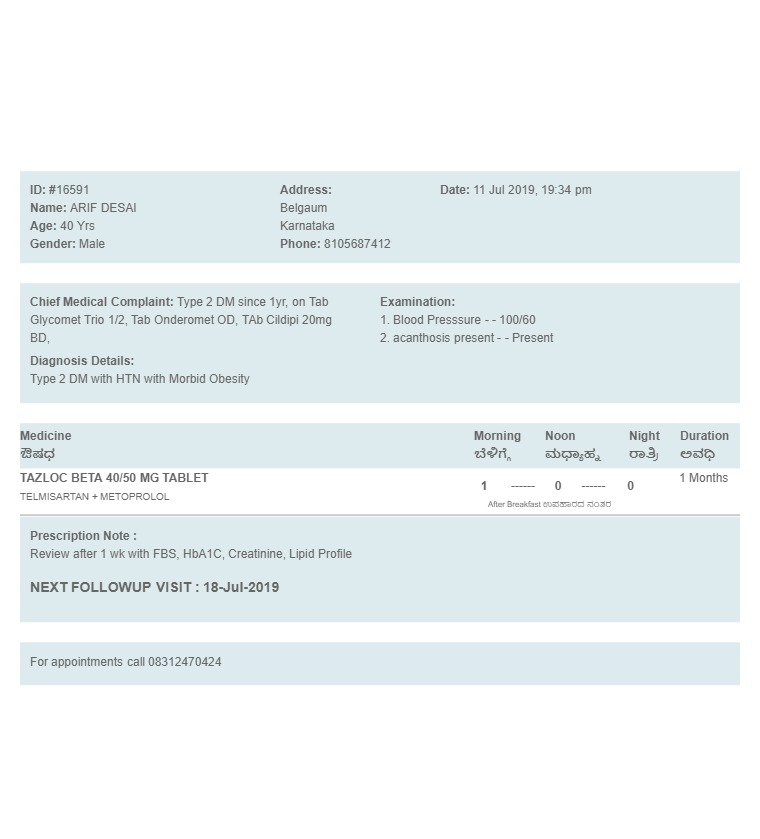 ID: #16591
Name: ARIF DESAI
Age: 40 Yrs
Gender: Male
Address:
Belgaum
Karnataka
Phone: 8105687412
Date: 11 Jul 2019, 19:34 pm
Chief Medical Complaint: Type 2 DM since 1yr, on Tab
Glycomet Trio 1/2, Tab Onderomet OD, TAb Cildipi 20mg
BD,
Diagnosis Details:
Type 2 DM with HTN with Morbid Obesity
Examination:
1. Blood Presssure - - 100/60
2. acanthosis present - - Present
Medicine Morning Noon Night Duration
ಔಷಧ ಬೆಳಿಗ್ಗೆ ಮಧ್ಯಾಹ್ನ ರಾತ್ರಿ ಅವಧಿ
TAZLOC BETA 40/50 MG TABLET 1 ------ 0 ------ 0 1 Months
TELMISARTAN + METOPROLOL
After Breakfast ಉಪಹಾರದ ನಂತರ
Prescription Note :
Review after 1 wk with FBS, HbA1C, Creatinine, Lipid Profile
NEXT FOLLOWUP VISIT : 18-Jul-2019
For appointments call 08312470424